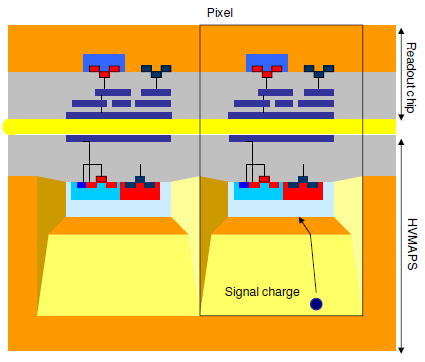 Pixel
Readout chip
HVMAPS
Signal charge